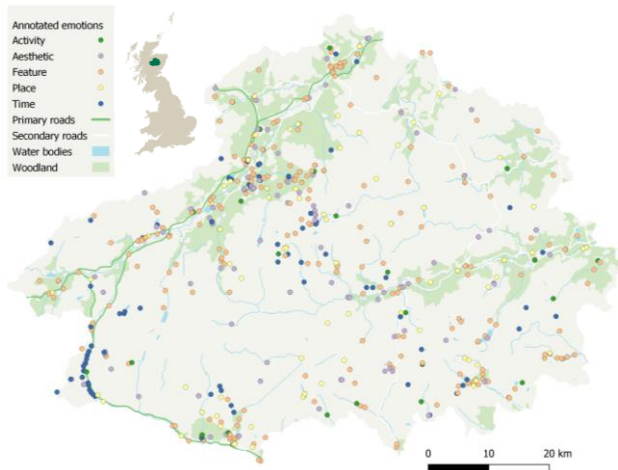 Annotated emotions
Activity
Aesthetic
Feature
Place
Time
Primary roads
Secondary roads
Water bodies
Woodland
0 10 20 km